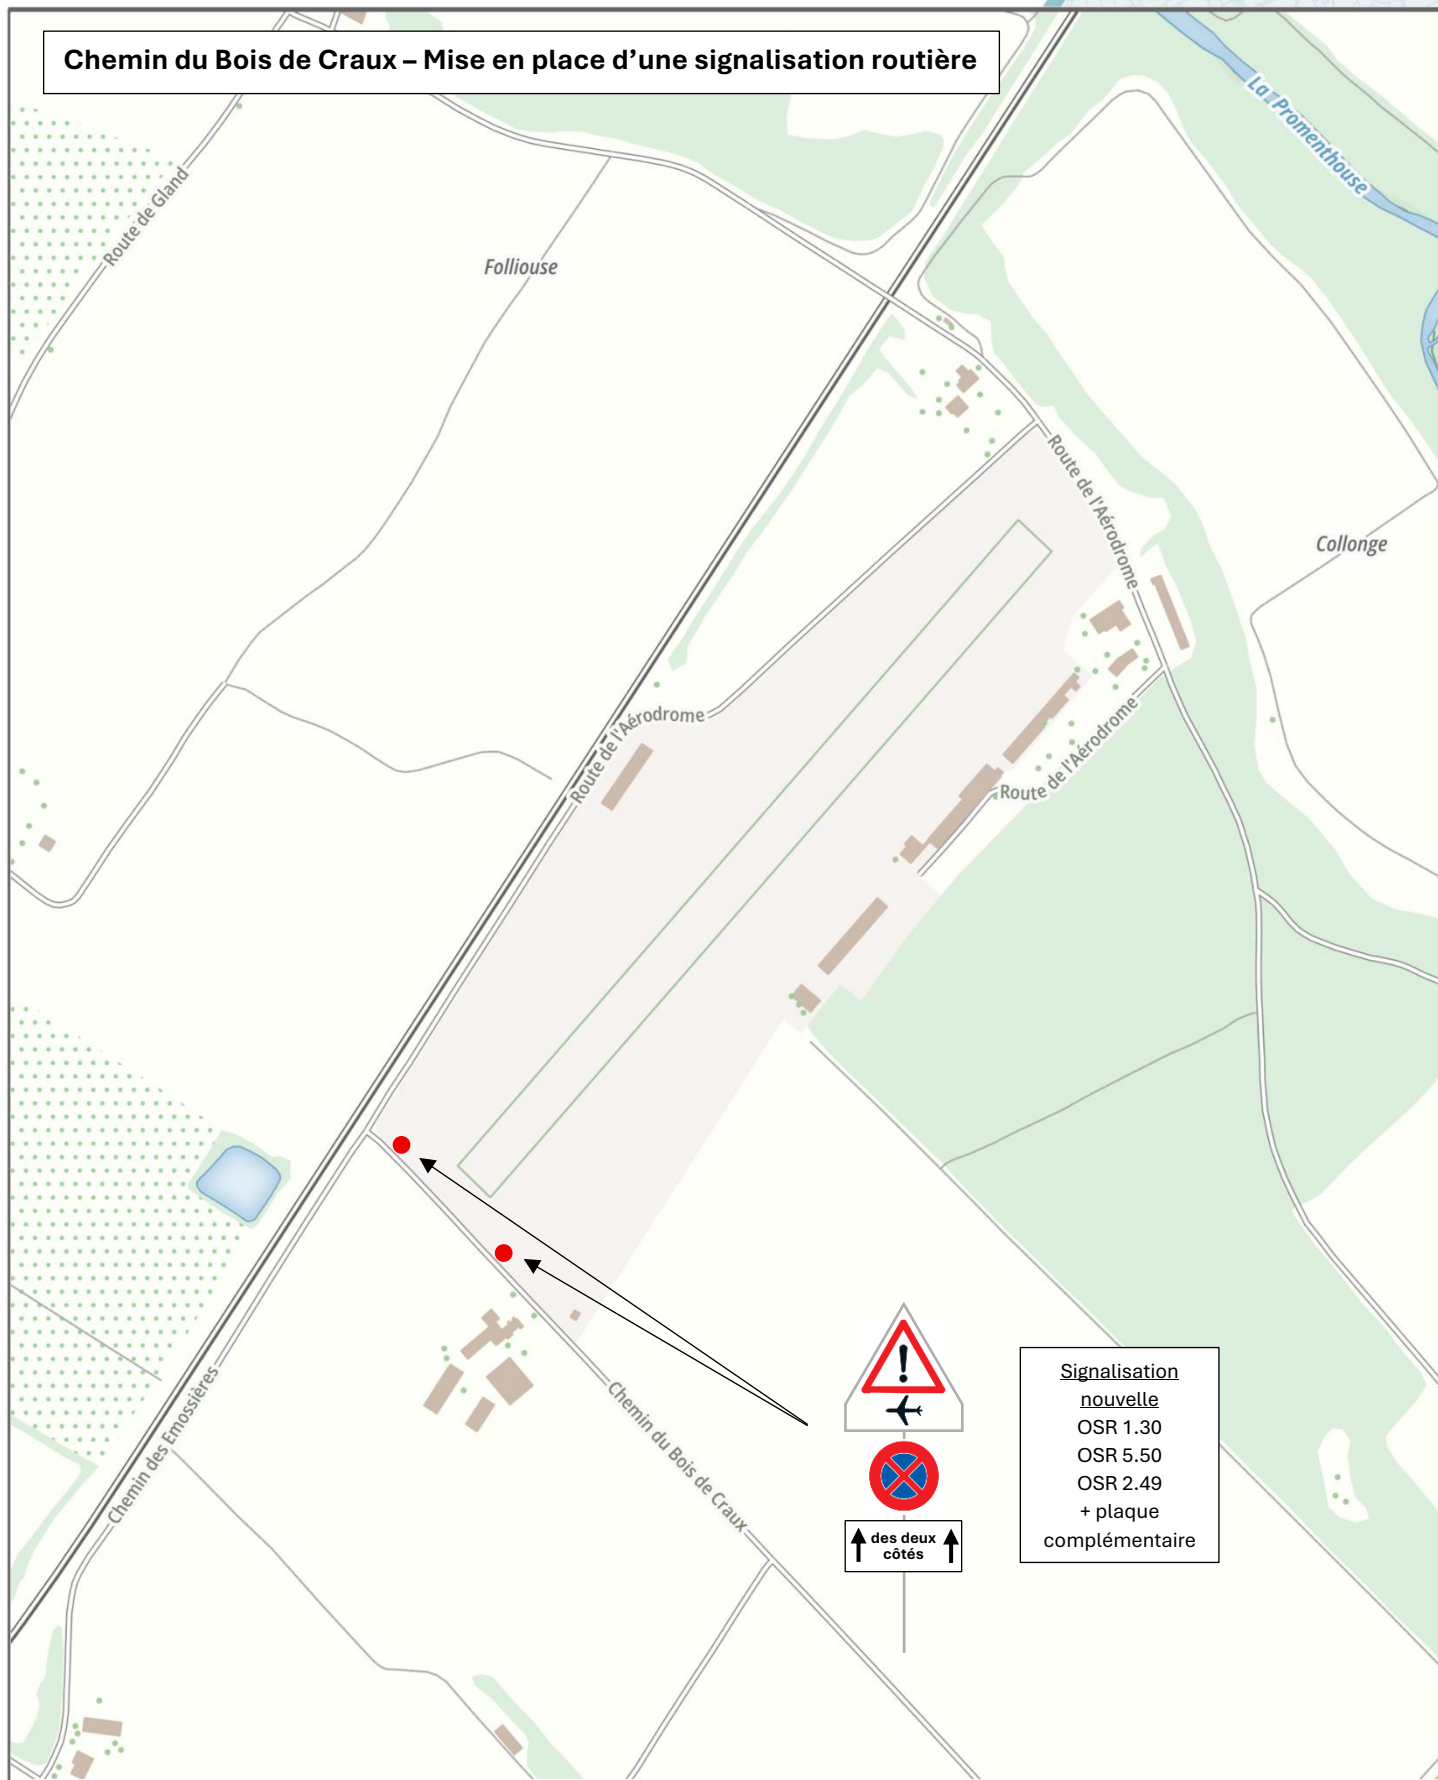 Chemin du Bois de Craux – Mise en place d’une signalisation routière
La Promenthouse
Route de Gland
Folliouse
Route de l'Aérodrome
Collonge
Route de l'Aérodrome
Route de l'Aérodrome
Chemin des Emossières
Chemin du Bois de Craux
des deux
côtés
Signalisation
nouvelle
OSR 1.30
OSR 5.50
OSR 2.49
+ plaque
complémentaire